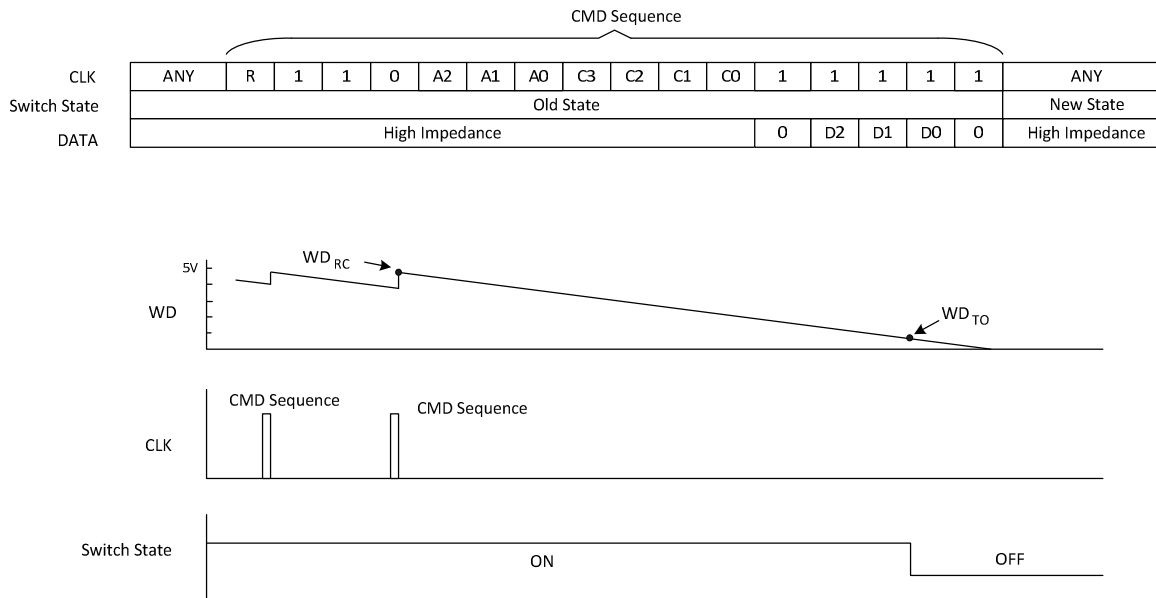 CMD Sequence
CLK ANY R 1 1 0 A2 A1 A0 C3 C2 C1 C0 1 1 1 1 1 ANY
Switch State Old State New State
DATA High Impedance 0 D2 D1 D0 0 High Impedance
WD RC
5V
WD
WD TO
CMD Sequence
CMD Sequence
CLK
Switch State
ON
OFF